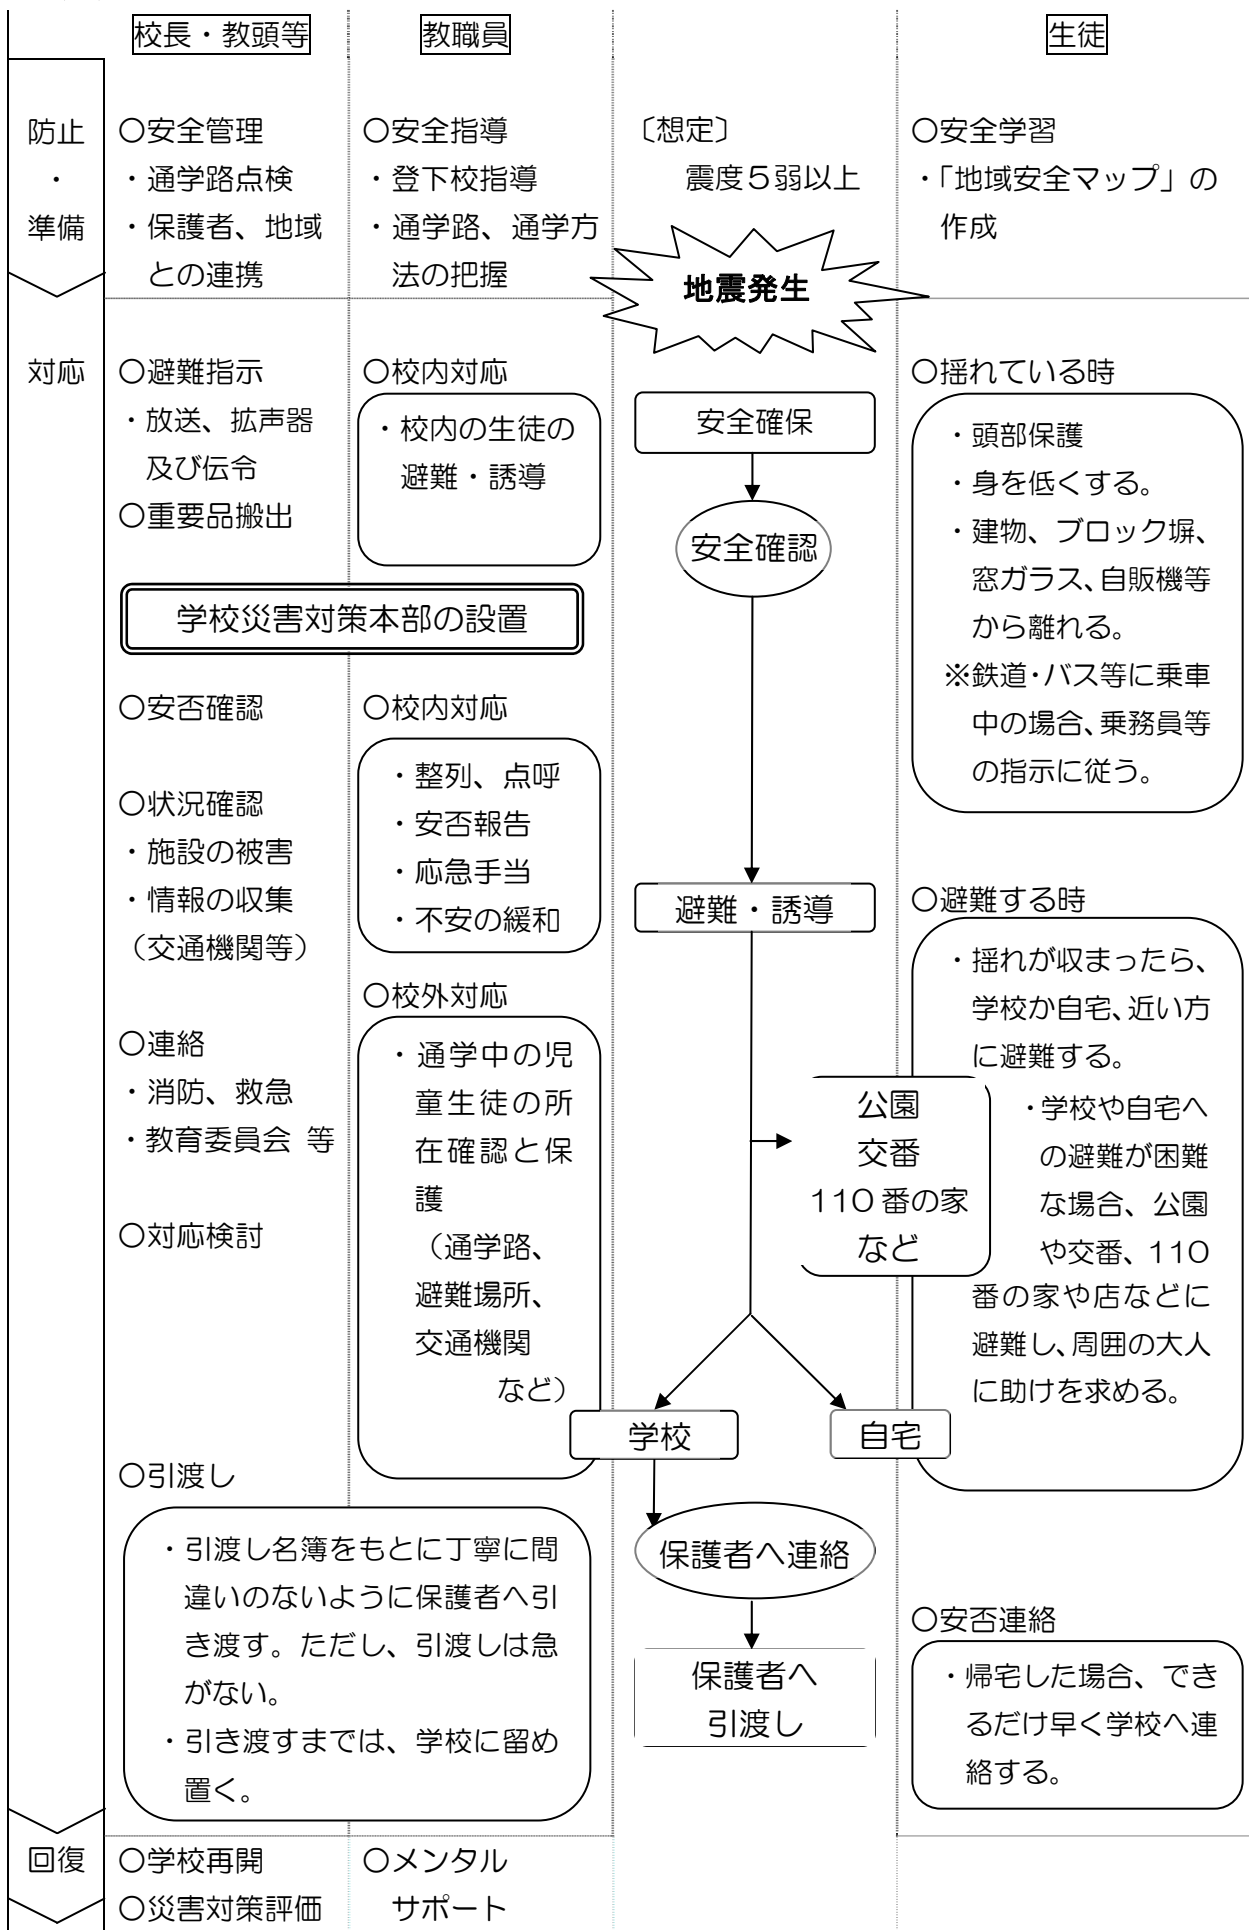 校長・教頭等
教職員
生徒
防止
・
準備
〇安全管理
・通学路点検
・保護者、地域
との連携
〇安全指導
・登下校指導
・通学路、通学方
法の把握
〔想定〕
震度5弱以上
地震発生
〇安全学習
・「地域安全マップ」の
作成
対応
〇避難指示
・放送、拡声器
及び伝令
〇重要品搬出
〇校内対応
・校内の生徒の
避難・誘導
学校災害対策本部の設置
〇安否確認
〇状況確認
・施設の被害
・情報の収集
（交通機関等）
〇連絡
・消防、救急
・教育委員会 等
〇対応検討
〇校内対応
・整列、点呼
・安否報告
・応急手当
・不安の緩和
〇校外対応
・通学中の児
童生徒の所
在確認と保
護
（通学路、
避難場所、
交通機関
など）
〇引渡し
・引渡し名簿をもとに丁寧に間
違いのないように保護者へ引
き渡す。ただし、引渡しは急
がない。
・引き渡すまでは、学校に留め
置く。
安全確保
安全確認
避難・誘導
公園
交番
110番の家
など
学校
自宅
保護者へ連絡
保護者へ
引渡し
〇揺れている時
・頭部保護
・身を低くする。
・建物、ブロック塀、
窓ガラス、自販機等
から離れる。
※鉄道・バス等に乗車
中の場合、乗務員等
の指示に従う。
〇避難する時
・揺れが収まったら、
学校か自宅、近い方
に避難する。
・学校や自宅へ
の避難が困難
な場合、公園
や交番、110
番の家や店などに
避難し、周囲の大人
に助けを求める。
〇安否連絡
・帰宅した場合、でき
るだけ早く学校へ連
絡する。
回復
〇学校再開
〇災害対策評価
〇メンタル
サポート